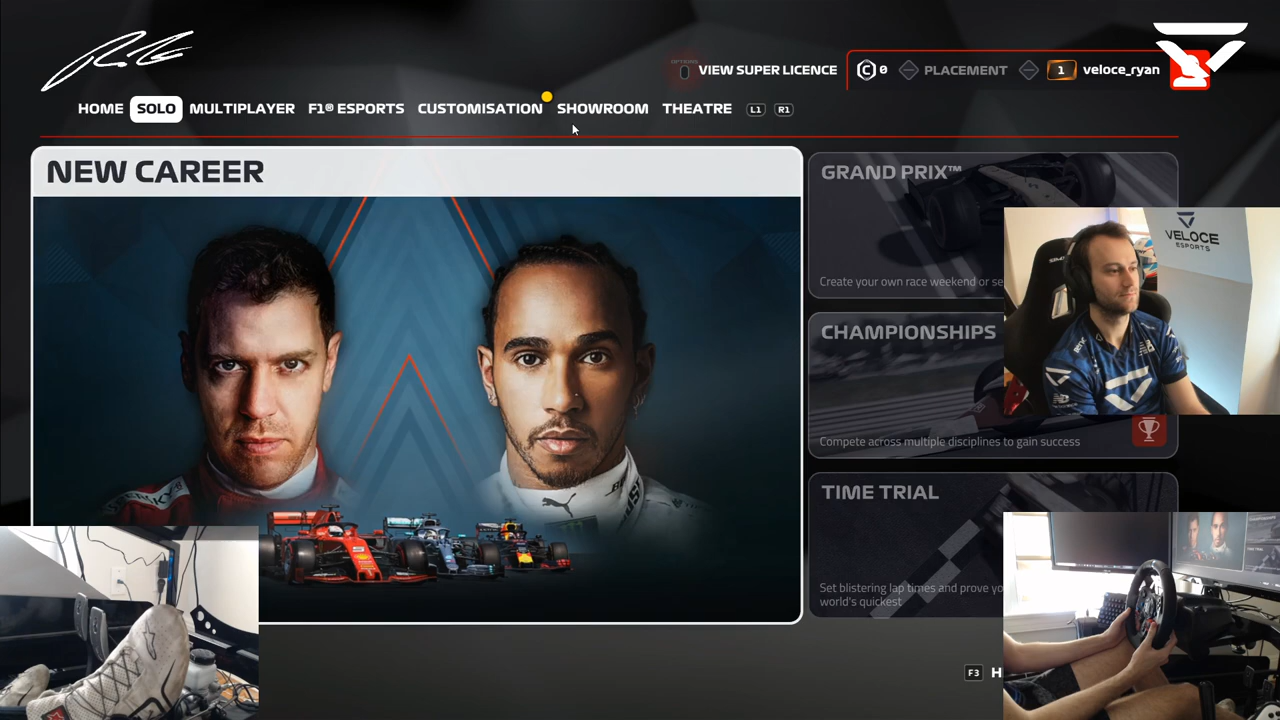 OPTIONS VIEW SUPER LICENCE C 0 PLACEMENT 1 veloce_ryan
HOME SOLO MULTIPLAYER F1® ESPORTS CUSTOMISATION SHOWROOM THEATRE L1 R1
NEW CAREER
GRAND PRIX™
Create your own race weekend or se
VELOCE
ESPORTS
CHAMPIONSHIPS
Compete across multiple disciplines to gain success
TIME TRIAL
Set blistering lap times and prove yo
world's quickest
F3 H